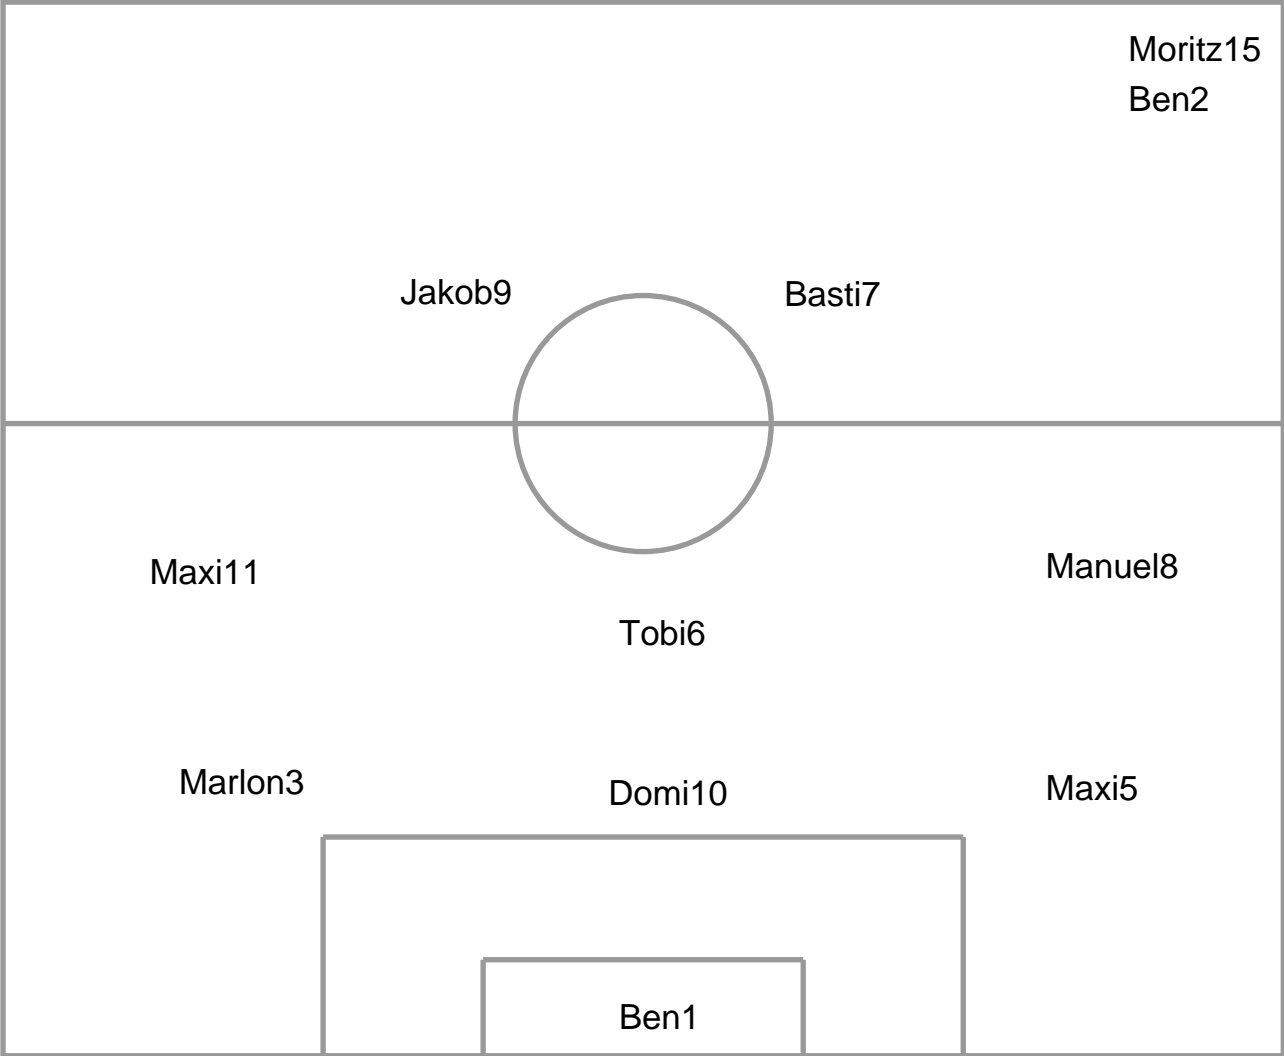 Moritz15
Ben2
Jakob9
Basti7
Maxi11
Manuel8
Tobi6
Marlon3
Domi10
Maxi5
Ben1